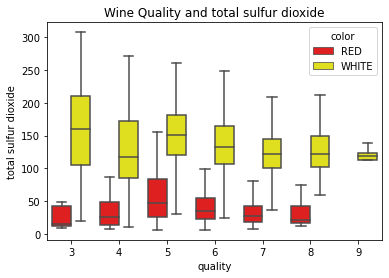 Wine Quality and total sulfur dioxide
color
RED
WHITE
total sulfur dioxide
300
250
200
150
100
50
0
3 4 5 6 7 8 9
quality